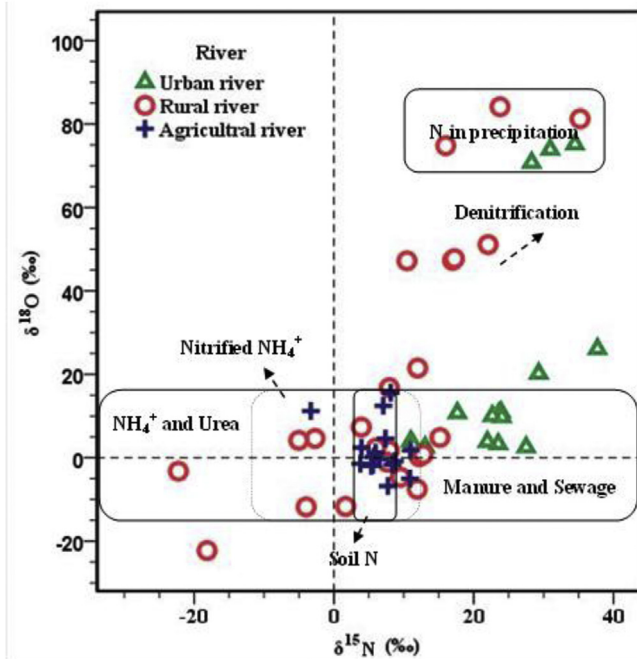 100
80
60
40
20
0
-20
δ¹⁸O (‰)
River
Urban river
Rural river
Agricultral river
N in precipitation
Denitrification
Nitrified NH₄⁺
NH₄⁺ and Urea
Manure and Sewage
Soil N
-20 0 20 40
δ¹⁵N (‰)